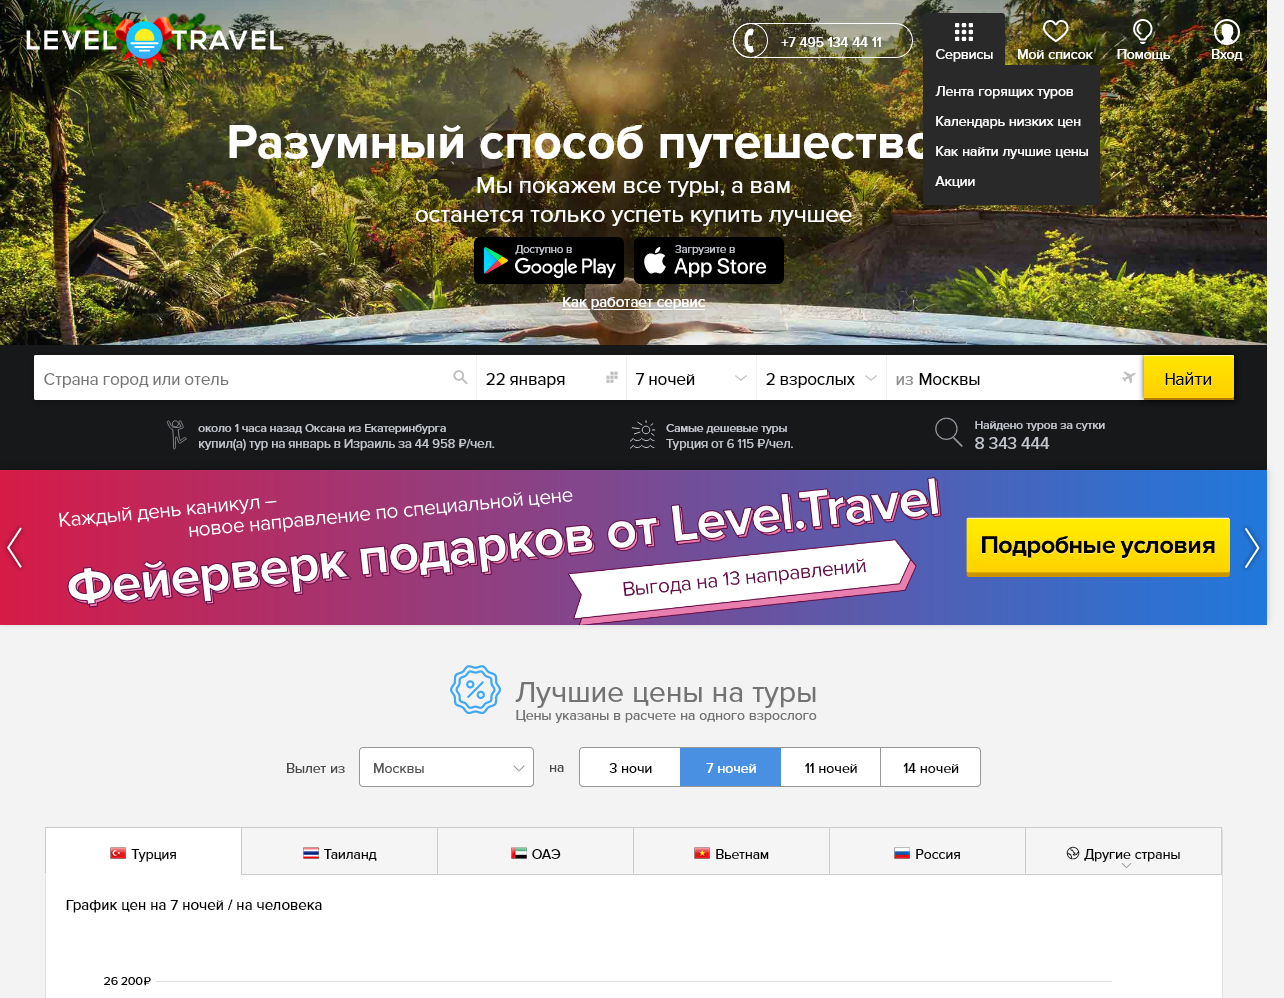 LEVEL TRAVEL
+7 495 134 44 11
Сервисы
Мой список
Помощь
Вход
Лента горящих туров
Календарь низких цен
Как найти лучшие цены
Акции
Разумный способ
Мы покажем все туры, а вам
останется только успеть купить лучшее
Доступно в
Google Play
Загрузите в
App Store
Как работает сервис
Страна город или отель
22 января
7 ночей
2 взрослых
из Москвы
Найти
около 1 часа назад Оксана из Екатеринбурга
купил(а) тур на январь в Израиль за 44 958 ₽/чел.
Самые дешевые туры
Турция от 6 115 ₽/чел.
Найдено туров за сутки
8 343 444
Каждый день каникул –
новое направление по специальной цене
Фейерверк подарков от Level.Travel
Выгода на 13 направлений
Подробные условия
Лучшие цены на туры
Цены указаны в расчете на одного взрослого
Вылет из
Москвы
на
3 ночи
7 ночей
11 ночей
14 ночей
Турция
Таиланд
ОАЭ
Вьетнам
Россия
Другие страны
График цен на 7 ночей / на человека
26 200₽